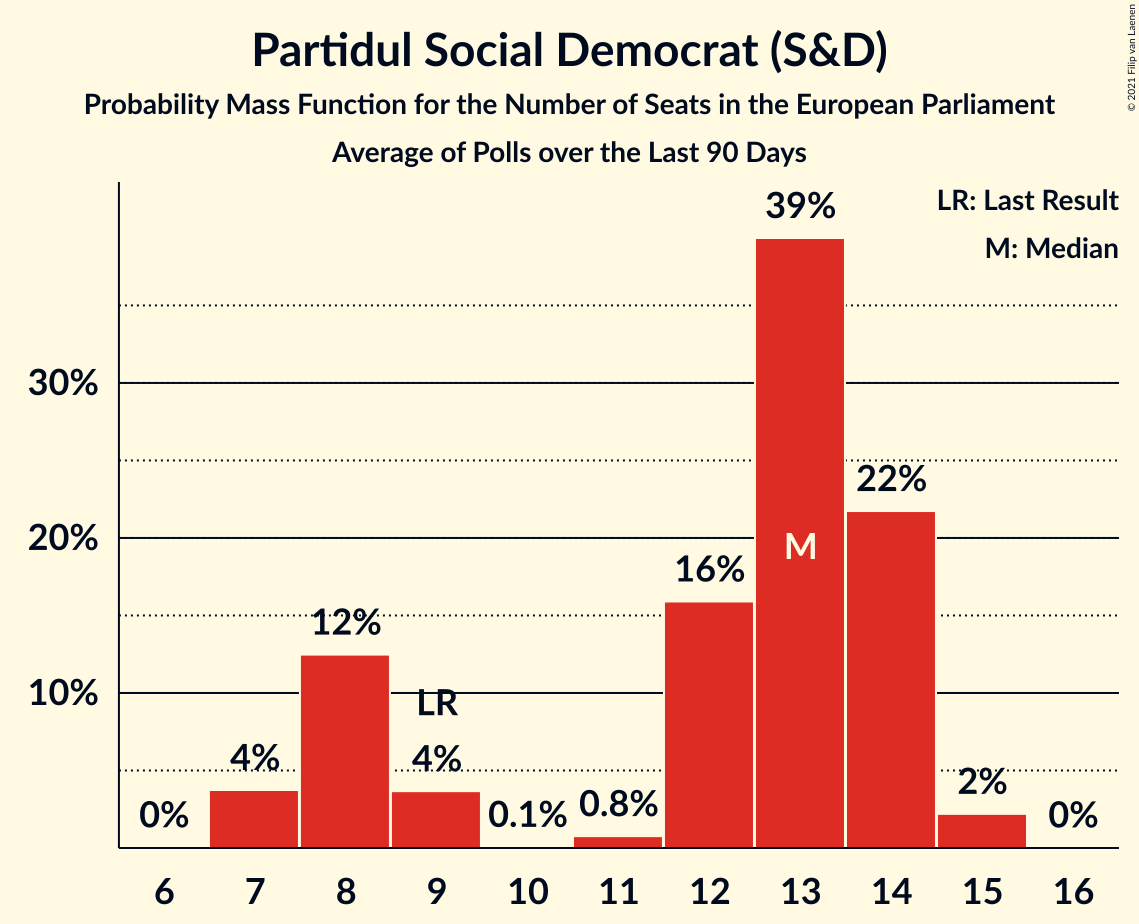 Partidul Social Democrat (S&D)
Probability Mass Function for the Number of Seats in the European Parliament
Average of Polls over the Last 90 Days
© 2021 Filip van Laenen
LR: Last Result
M: Median
39%
30%
22%
20%
M
16%
12%
10%
LR
4%
4%
2%
0%
0.1%
0.8%
0%
6 7 8 9 10 11 12 13 14 15 16